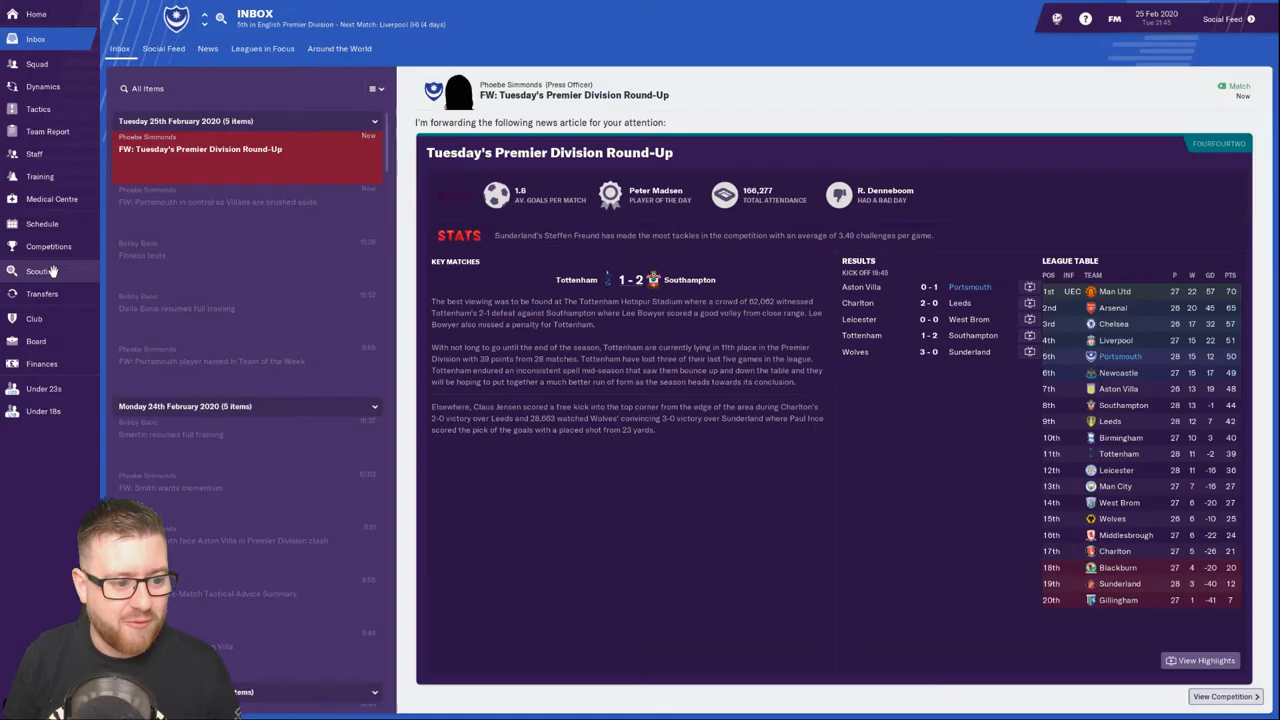 Home
Inbox
Squad
Dynamics
Tactics
Team Report
Staff
Training
Medical Centre
Schedule
Competitions
Transfers
Club
Board
Finances
Under 23s
Under 18s
INBOX
5th in English Premier Division - Next Match: Liverpool (H) (4 days)
FM
25 Feb 2020
Tue 21:45
Social Feed
Inbox
Social Feed
News
Leagues in Focus
Around the World
All Items
Tuesday 25th February 2020 (5 items)
Phoebe Simmonds
Now
FW: Tuesday's Premier Division Round-Up
Phoebe Simmonds
Now
FW: Portsmouth in control as Villans are brushed aside
Bobby Banic
19:28
Fitness tests
Bobby Banic
Dalla Bona resumes full training
Phoebe Simmonds
FW: Portsmouth player named in Team of the Week
Monday 24th February 2020 (5 items)
Bobby Banic
16:37
Smertin resumes full training
Phoebe Simmonds
10:02
FW: Smith wants momentum
face Aston Villa in Premier Division clash
Tactical Advice Summary
Villa
items)
Phoebe Simmonds (Press Officer)
FW: Tuesday's Premier Division Round-Up
Match
Now
I'm forwarding the following news article for your attention:
FOURFOURTWO
Tuesday's Premier Division Round-Up
1.8
AV. GOALS PER MATCH
Peter Madsen
PLAYER OF THE DAY
166,277
TOTAL ATTENDANCE
R. Denneboom
HAD A BAD DAY
STATS
Sunderland's Steffen Freund has made the most tackles in the competition with an average of 3.49 challenges per game.
KEY MATCHES
Tottenham 1 - 2 Southampton
The best viewing was to be found at The Tottenham Hotspur Stadium where a crowd of 62,062 witnessed
Tottenham's 2-1 defeat against Southampton where Lee Bowyer scored a good volley from close range. Lee
Bowyer also missed a penalty for Tottenham.
With not long to go until the end of the season, Tottenham are currently lying in 11th place in the Premier
Division with 39 points from 28 matches. Tottenham have lost three of their last five games in the league.
Tottenham endured an inconsistent spell mid-season that saw them bounce up and down the table and they
will be hoping to put together a much better run of form as the season heads towards its conclusion.
Elsewhere, Claus Jensen scored a free kick into the top corner from the edge of the area during Charlton's
2-0 victory over Leeds and 28,663 watched Wolves' convincing 3-0 victory over Sunderland where Paul Ince
scored the pick of the goals with a placed shot from 23 yards.
RESULTS
KICK OFF 19:45
Aston Villa 0 - 1 Portsmouth
Charlton 2 - 0 Leeds
Leicester 0 - 0 West Brom
Tottenham 1 - 2 Southampton
Wolves 3 - 0 Sunderland
LEAGUE TABLE
POS INF TEAM P W GD PTS
1st UEC Man Utd 27 22 57 70
2nd Arsenal 26 20 45 65
3rd Chelsea 26 17 32 57
4th Liverpool 27 15 22 51
5th Portsmouth 28 15 12 50
6th Newcastle 27 15 17 49
7th Aston Villa 26 13 19 48
8th Southampton 28 13 -1 44
9th Leeds 28 12 7 42
10th Birmingham 27 10 3 40
11th Tottenham 28 11 -2 39
12th Leicester 28 11 -16 36
13th Man City 27 7 -16 27
14th West Brom 27 6 -20 27
15th Wolves 26 6 -10 25
16th Middlesbrough 27 6 -22 24
17th Charlton 27 5 -26 21
18th Blackburn 27 4 -20 20
19th Sunderland 28 3 -40 12
20th Gillingham 27 1 -41 7
View Highlights
View Competition